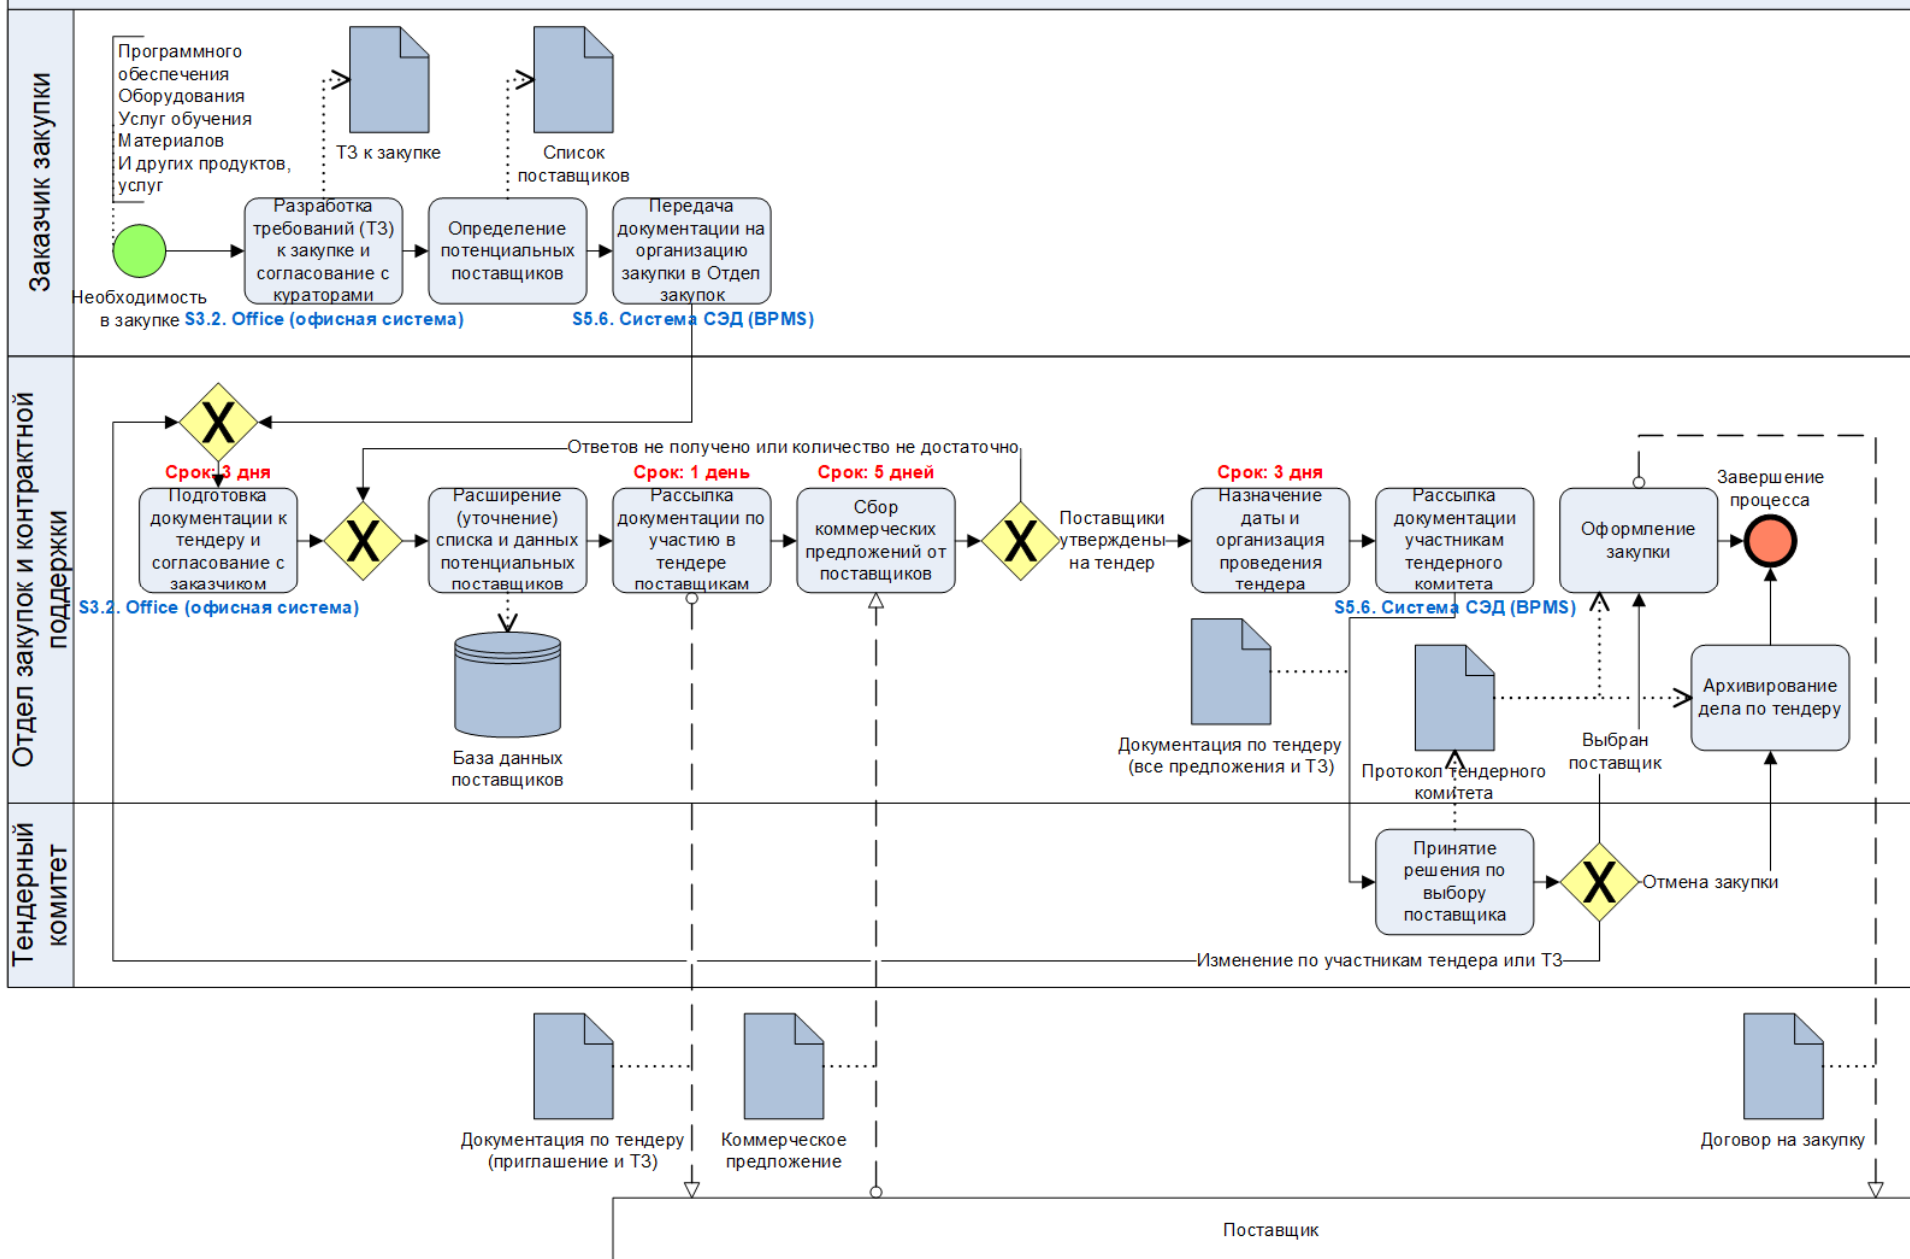 Заказчик закупки
Программного
обеспечения
Оборудования
Услуг обучения
Материалов
И других продуктов,
услуг
ТЗ к закупке
Список
поставщиков
Необходимость
в закупке
Разработка
требований (ТЗ)
к закупке и
согласование с
кураторами
S3.2. Office (офисная система)
Определение
потенциальных
поставщиков
Передача
документации на
организацию
закупки в Отдел
закупок
S5.6. Система СЭД (BPMS)
Отдел закупок и контрактной
поддержки
X
Срок: 3 дня
Подготовка
документации к
тендеру и
согласование с
заказчиком
S3.2. Office (офисная система)
X
Ответов не получено или количество не достаточно
Расширение
(уточнение)
списка и данных
потенциальных
поставщиков
База данных
поставщиков
Срок: 1 день
Рассылка
документации по
участию в
тендере
поставщикам
Срок: 5 дней
Сбор
коммерческих
предложений от
поставщиков
X
Поставщики
утверждены
на тендер
Срок: 3 дня
Назначение
даты и
организация
проведения
тендера
Рассылка
документации
участникам
тендерного
комитета
S5.6. Система СЭД (BPMS)
Оформление
закупки
Завершение
процесса
Документация по тендеру
(все предложения и ТЗ)
Протокол тендерного
комитета
Выбран
поставщик
Архивирование
дела по тендеру
Тендерный
комитет
Принятие
решения по
выбору
поставщика
X
Отмена закупки
Изменение по участникам тендера или ТЗ
Документация по тендеру
(приглашение и ТЗ)
Коммерческое
предложение
Договор на закупку
Поставщик